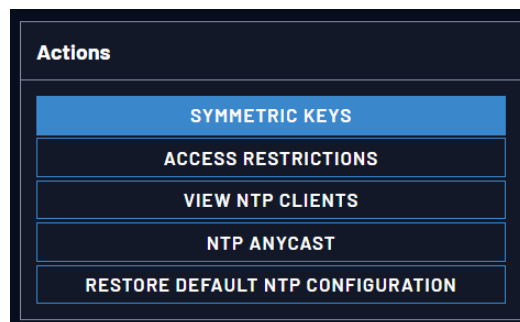 Actions
SYMMETRIC KEYS
ACCESS RESTRICTIONS
VIEW NTP CLIENTS
NTP ANYCAST
RESTORE DEFAULT NTP CONFIGURATION